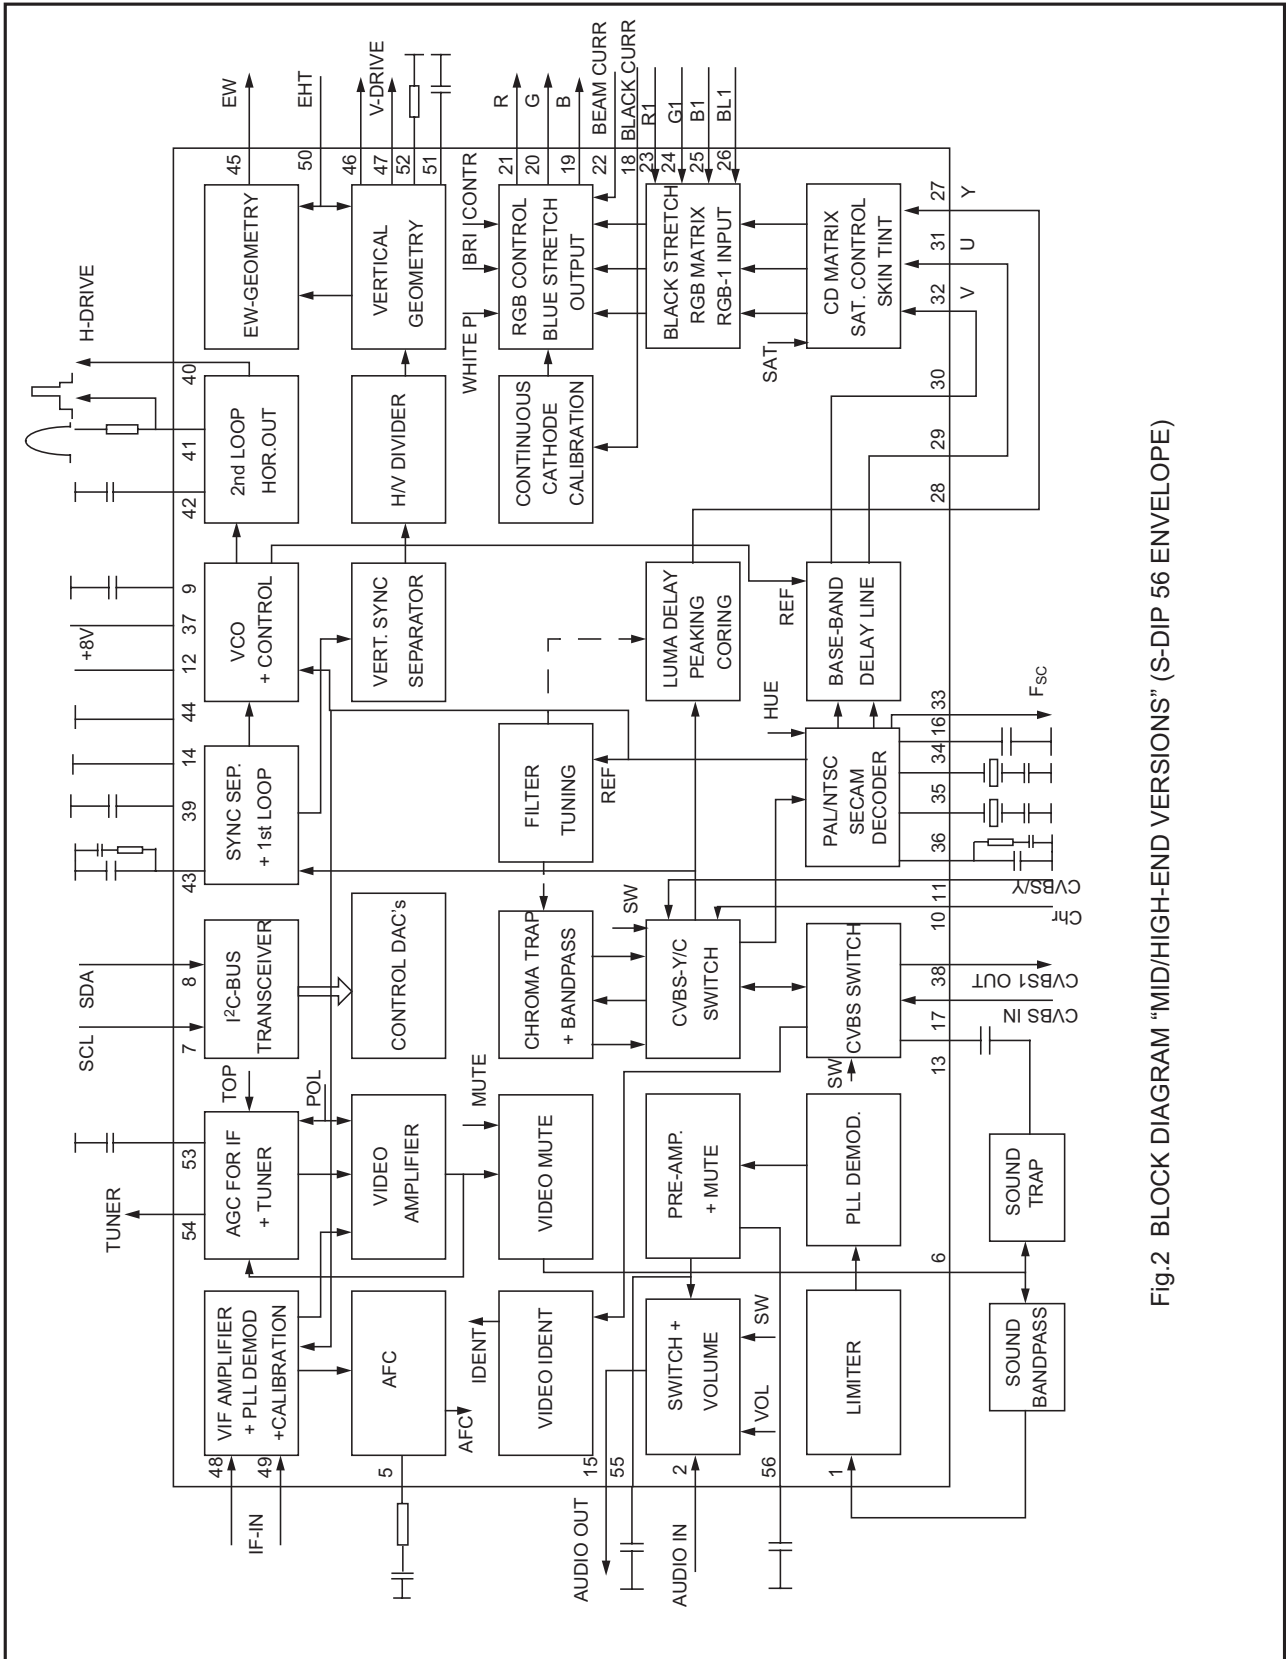 H-DRIVE
EW
EHT
V-DRIVE
R
G
B
BEAM CURR
BLACK CURR
R1
G1
B1
BL1
45
50
46
47
52
51
21
20
19
22
18
23
24
25
26
EW-GEOMETRY
VERTICAL
GEOMETRY
BRI
CONTR
WHITE P
RGB CONTROL
BLUE STRETCH
OUTPUT
BLACK STRETCH
RGB MATRIX
RGB-1 INPUT
CD MATRIX
SAT. CONTROL
SKIN TINT
SAT
27
31
32
Y
U
V
40
41
42
2nd LOOP
HOR.OUT
H/V DIVIDER
CONTINUOUS
CATHODE
CALIBRATION
30
29
28
9
37
+8V
12
44
14
39
43
VCO
+ CONTROL
VERT. SYNC
SEPARATOR
LUMA DELAY
PEAKING
CORING
REF
BASE-BAND
DELAY LINE
SYNC SEP.
+ 1st LOOP
FILTER
TUNING
REF
HUE
PAL/NTSC
SECAM
DECODER
33
16
34
35
36
FSC
SDA
SCL
8
7
I2C-BUS
TRANSCEIVER
CONTROL DAC's
CHROMA TRAP
+ BANDPASS
SW
CVBS-Y/C
SWITCH
CVBS SWITCH
SW
11
10
38
17
13
CVBS/Y
Chr
CVBS1 OUT
CVBS IN
TUNER
53
54
TOP
POL
AGC FOR IF
+ TUNER
VIDEO
AMPLIFIER
MUTE
VIDEO MUTE
PRE-AMP.
+ MUTE
PLL DEMOD.
6
SOUND
TRAP
VIF AMPLIFIER
+ PLL DEMOD
+CALIBRATION
AFC
AFC
IDENT
VIDEO IDENT
SWITCH +
VOLUME
SW
VOL
LIMITER
SOUND
BANDPASS
48
49
5
15
55
2
56
1
IF-IN
AUDIO OUT
AUDIO IN
Fig.2 BLOCK DIAGRAM “MID/HIGH-END VERSIONS” (S-DIP 56 ENVELOPE)